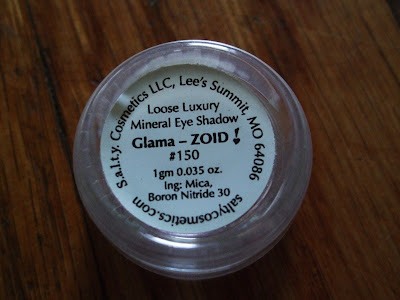 S.a.l.t.y. Cosmetics LLC, Lee's Summit, MO 64086
Loose Luxury
Mineral Eye Shadow
Glama – ZOID !
#150
1gm 0.035 oz.
Ing: Mica,
Boron Nitride 30
saltycosmetics.com